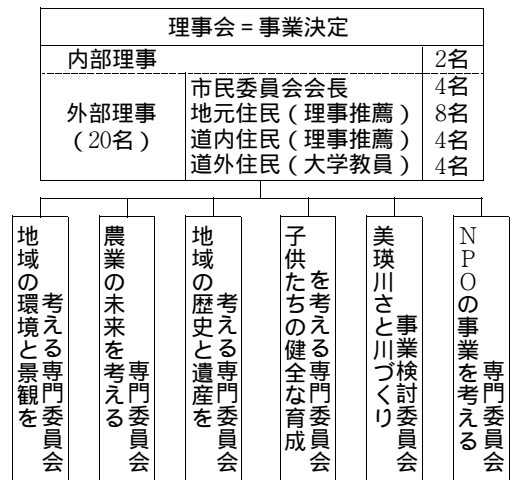 理事会＝事業決定
内部理事 2名
外部理事
（20名）
市民委員会会長 4名
地元住民（理事推薦） 8名
道内住民（理事推薦） 4名
道外住民（大学教員） 4名
地域の環境と景観を
考える専門委員会
農業の未来を考える
専門委員会
地域の歴史と遺産を
考える専門委員会
子供たちの健全な育成
を考える専門委員会
美瑛川さと川づくり
事業検討委員会
NPOの事業を考える
専門委員会